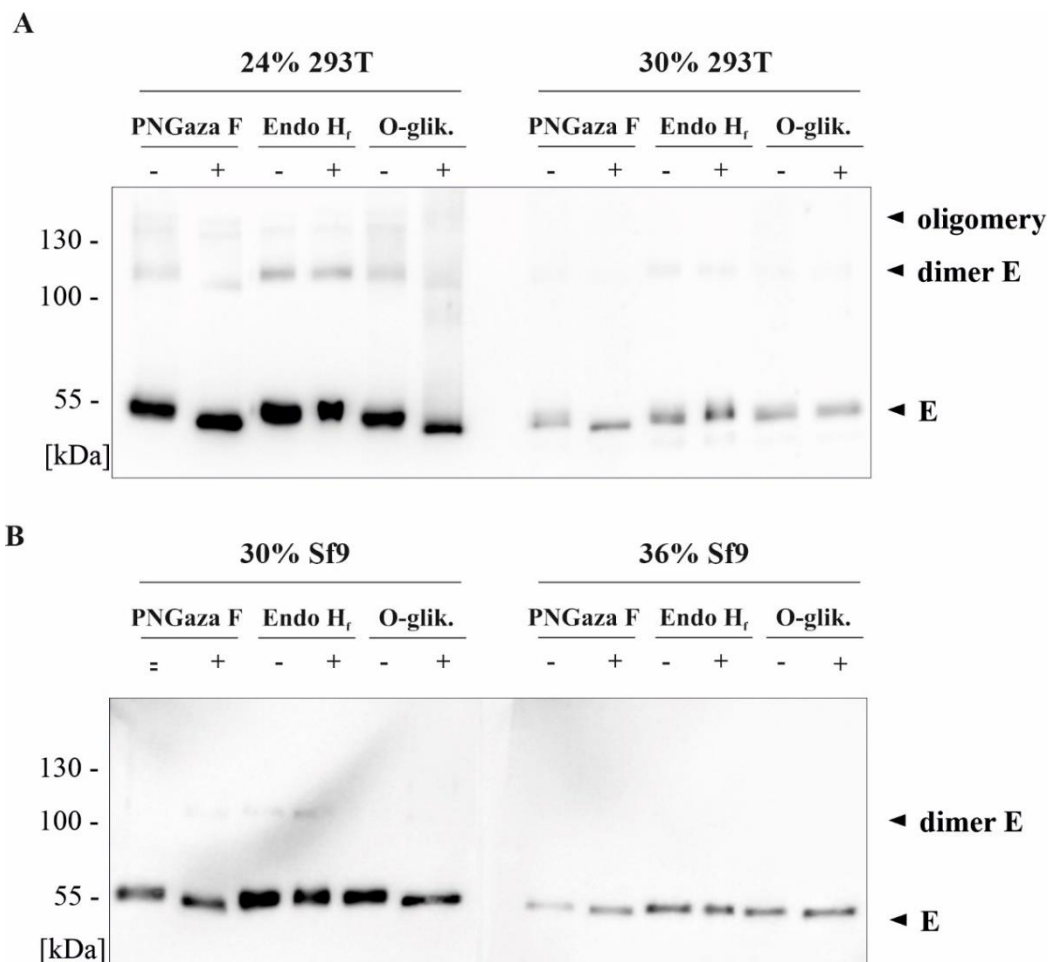 A
24% 293T 30% 293T
PNGaza F Endo Hf O-glik. PNGaza F Endo Hf O-glik.
- + - + - + - + - + - +
130 -
100 -
55 -
[kDa]
◄ oligomery
◄ dimer E
◄ E
B
30% Sf9 36% Sf9
PNGaza F Endo Hf O-glik. PNGaza F Endo Hf O-glik.
= + - + - + - + - + - +
130 -
100 -
55 -
[kDa]
◄ dimer E
◄ E